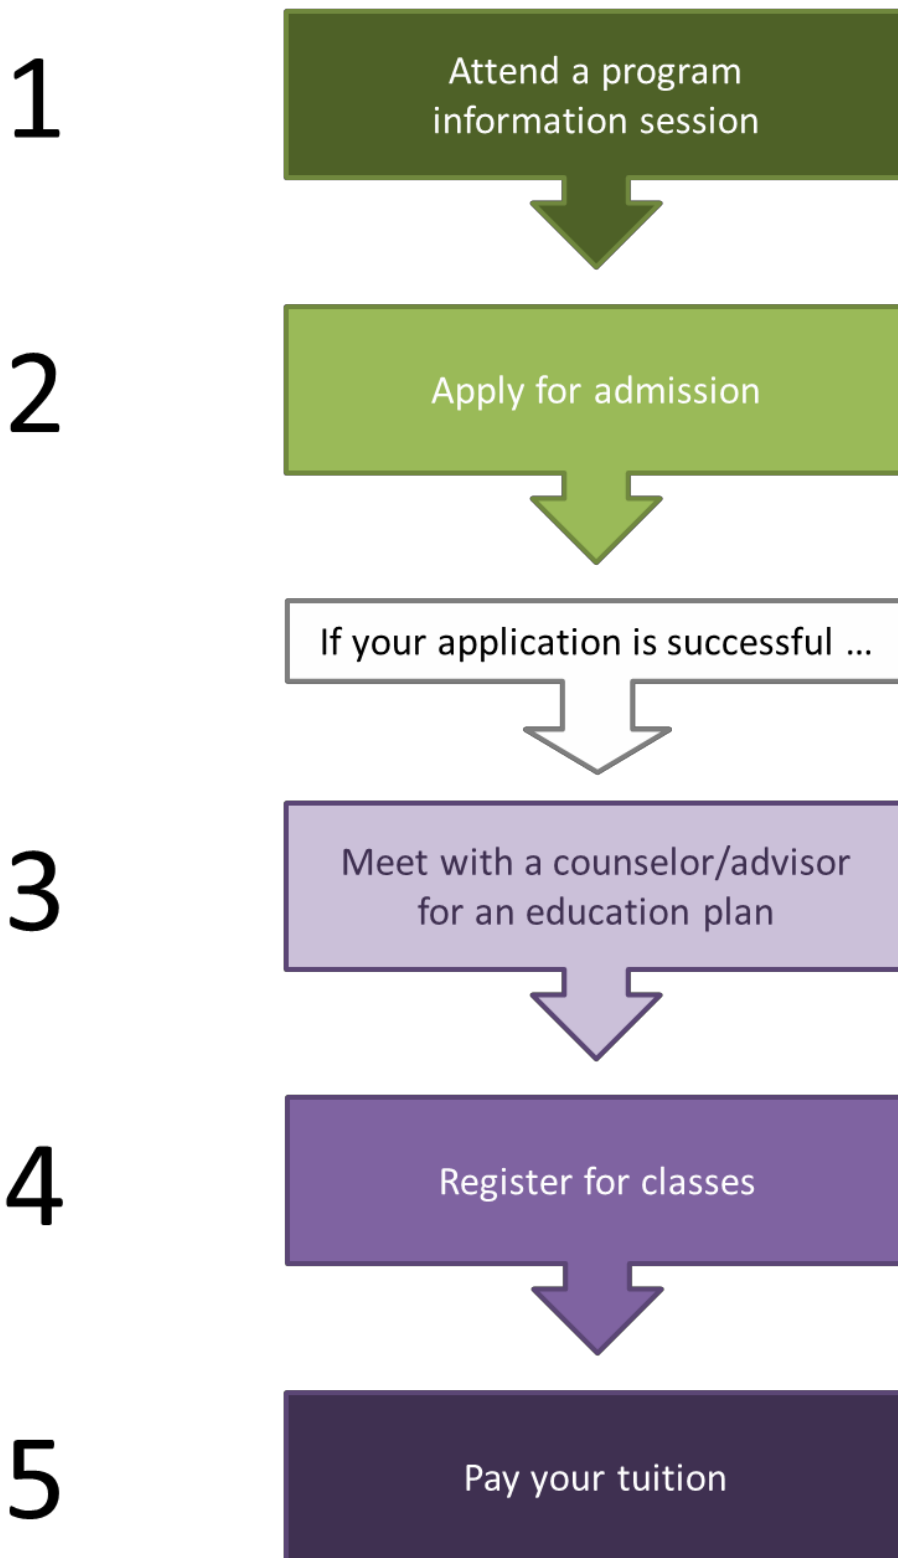 1
Attend a program
information session
2
Apply for admission
If your application is successful ...
3
Meet with a counselor/advisor
for an education plan
4
Register for classes
5
Pay your tuition